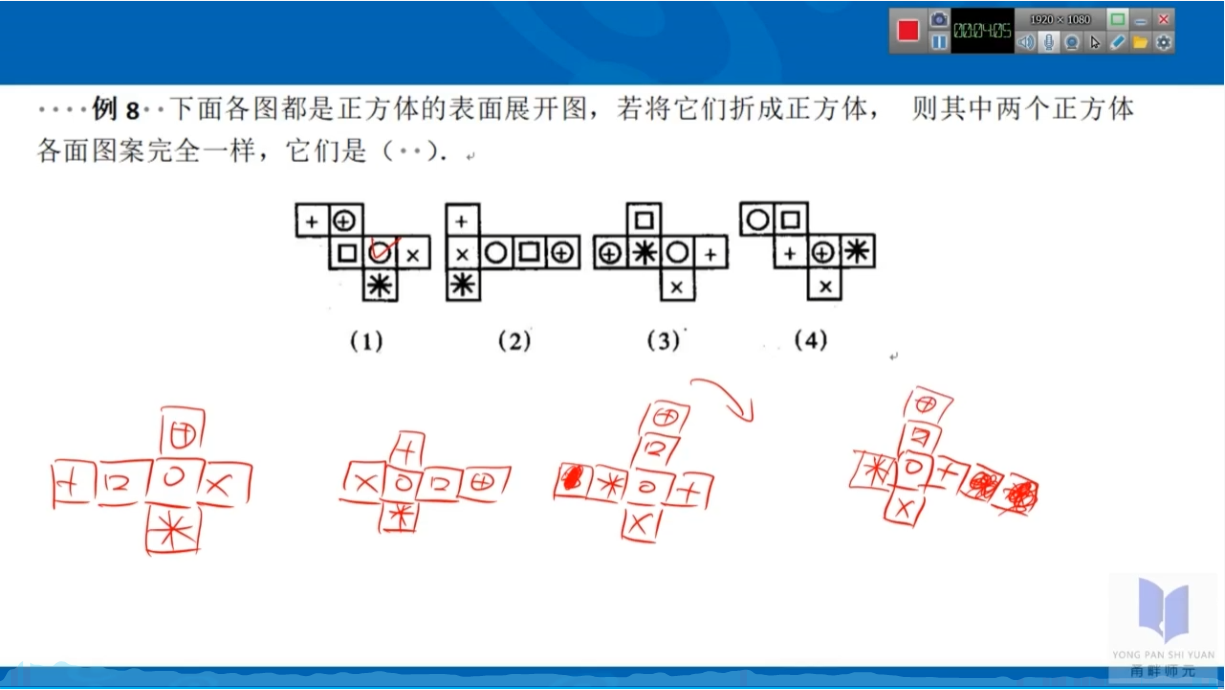 00:04:05
1920 × 1080
····例 8··下面各图都是正方体的表面展开图，若将它们折成正方体， 则其中两个正方体
各面图案完全一样，它们是（··）.
(1) (2) (3) (4)
YONG PAN SHI YUAN
甬畔师元